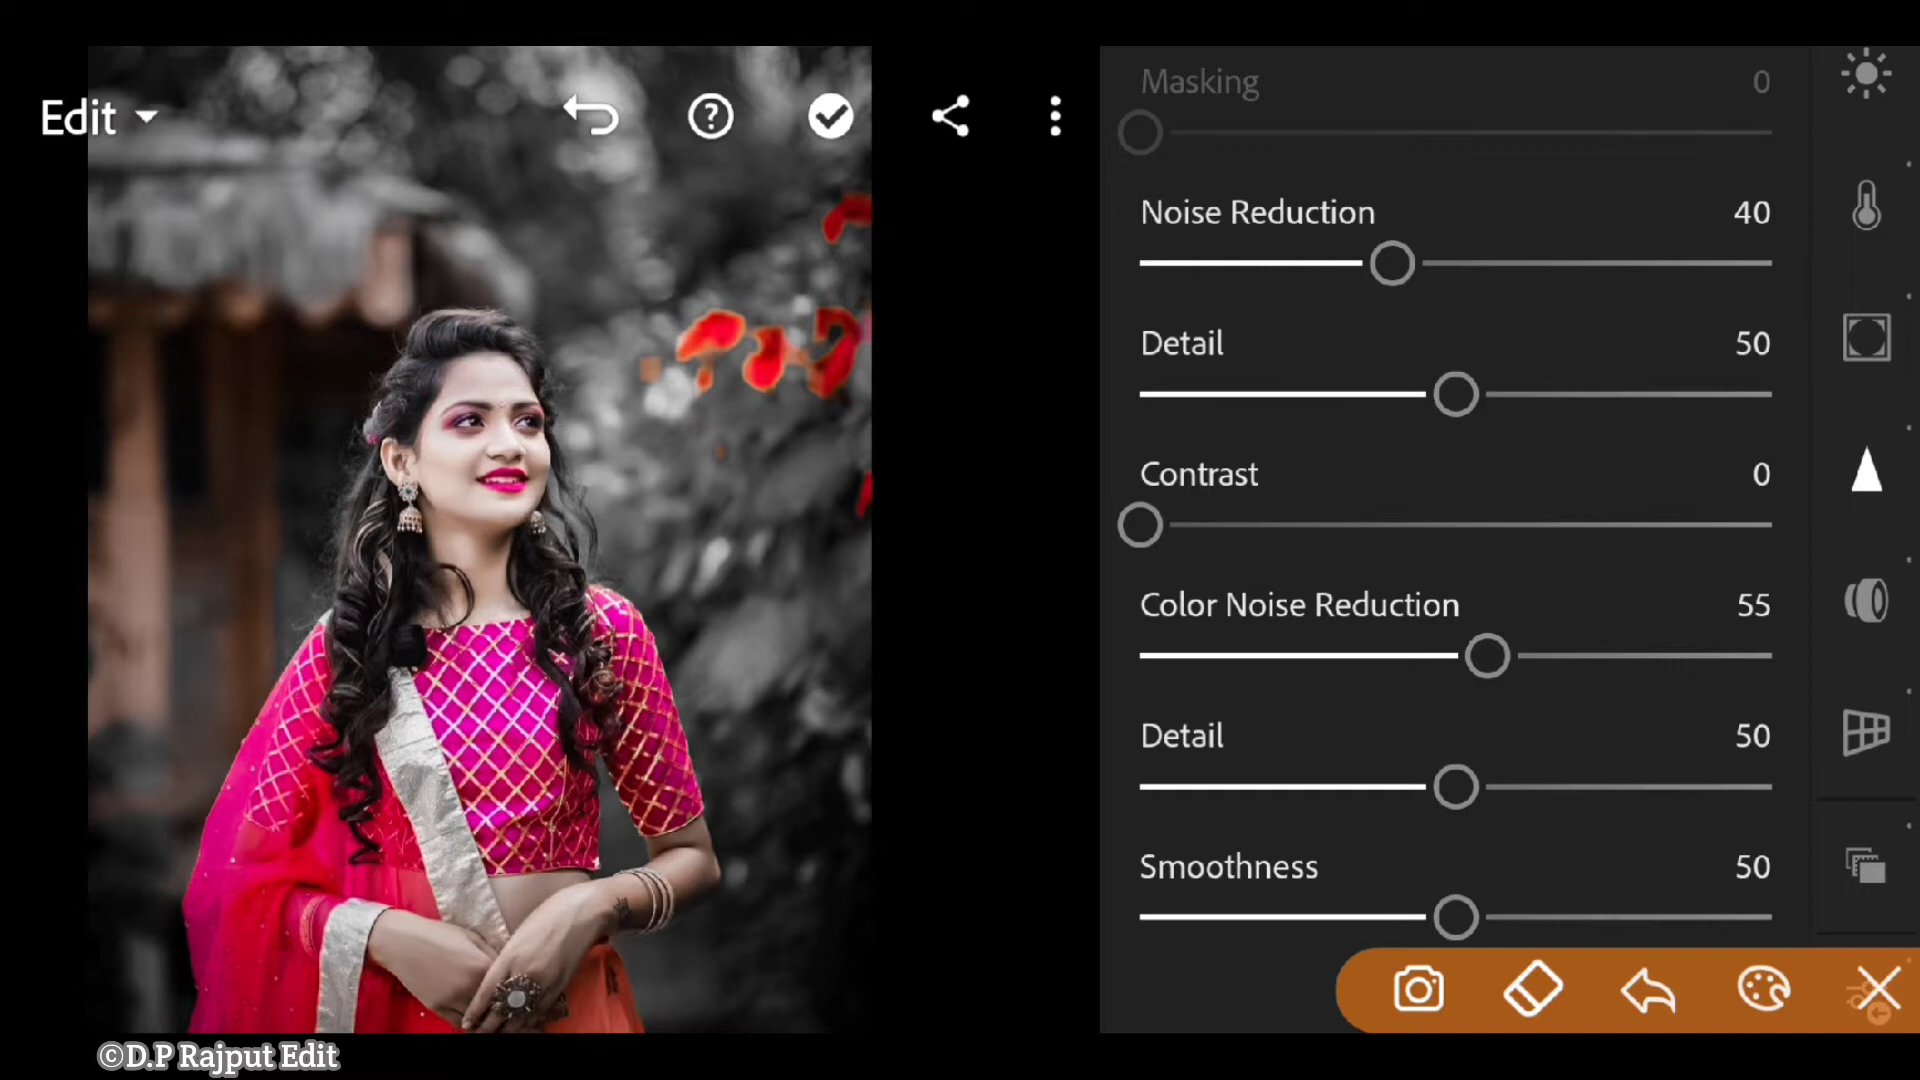 Edit
Masking 0
Noise Reduction 40
Detail 50
Contrast 0
Color Noise Reduction 55
Detail 50
Smoothness 50
©D.P Rajput Edit